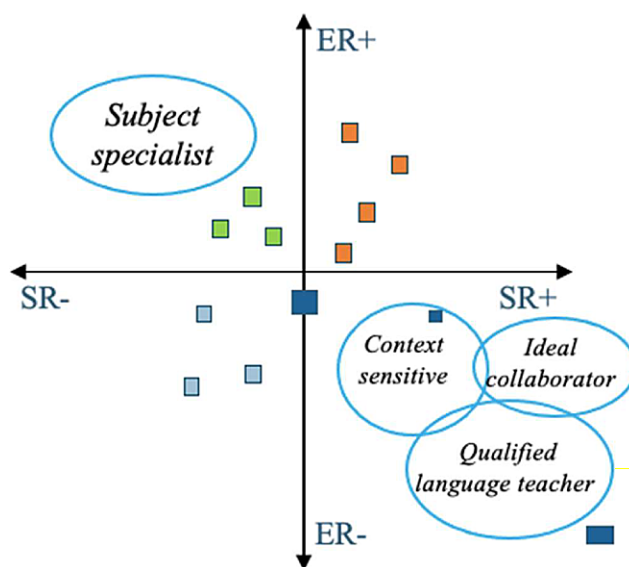 ER+
Subject
specialist
SR-
SR+
Context
sensitive
Ideal
collaborator
Qualified
language teacher
ER-